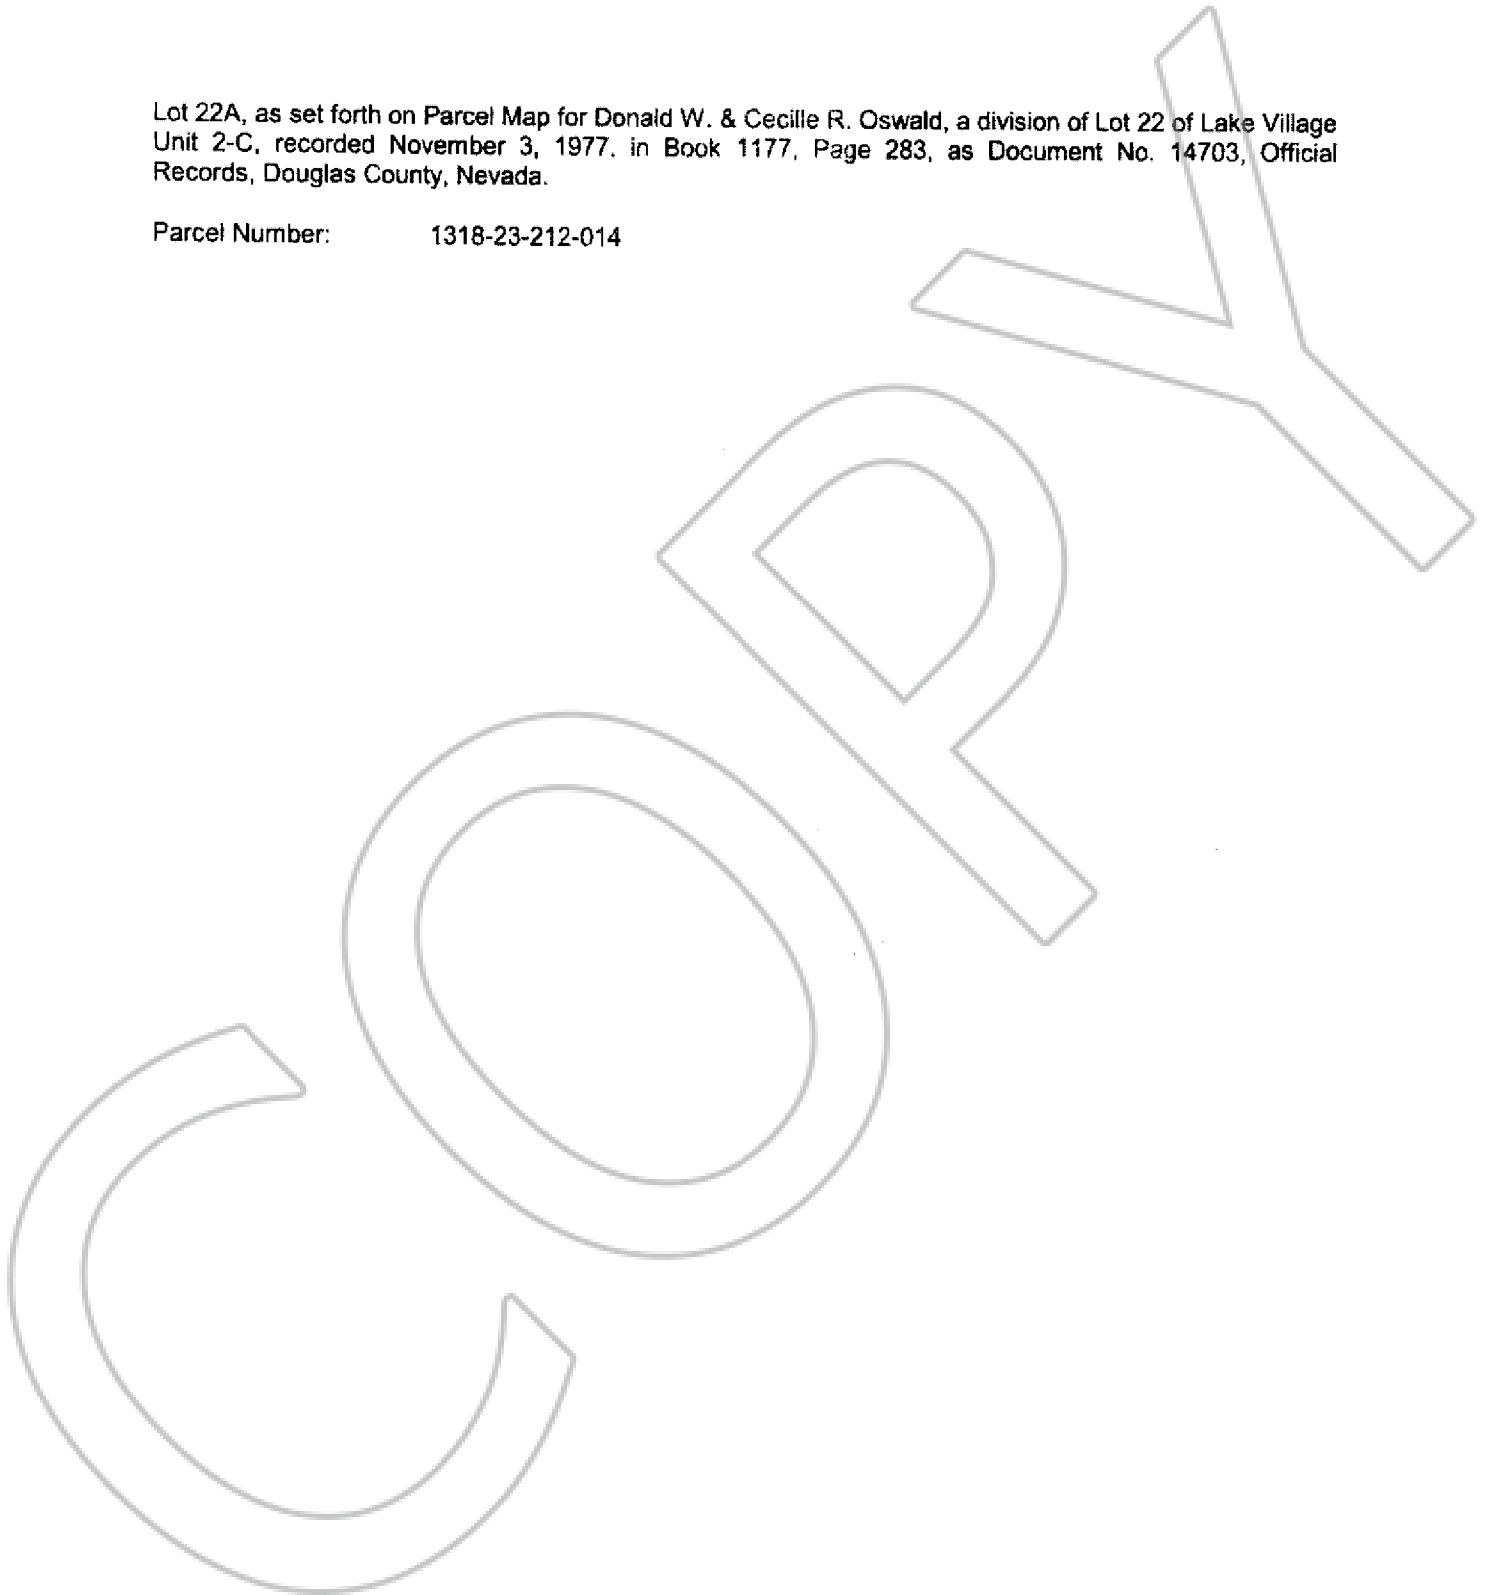 Lot 22A, as set forth on Parcel Map for Donald W. & Cecille R. Oswald, a division of Lot 22 of Lake Village
Unit 2-C, recorded November 3, 1977. in Book 1177, Page 283, as Document No. 14703, Official
Records, Douglas County, Nevada.
Parcel Number: 1318-23-212-014
COPY